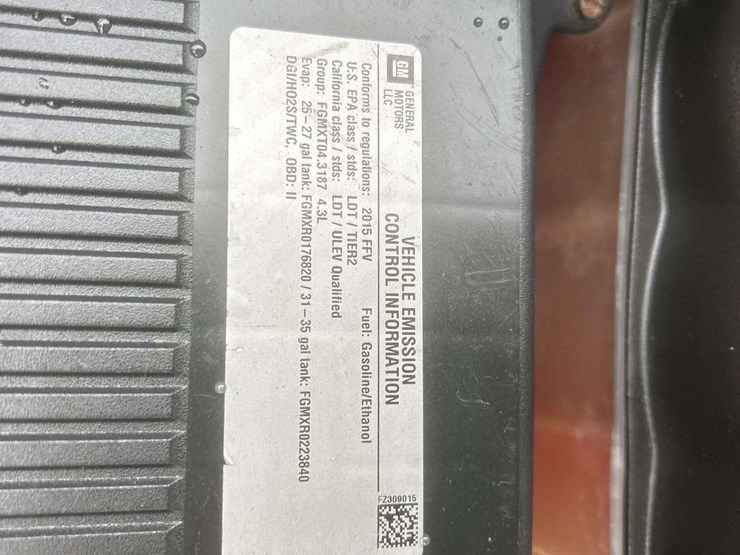 GM
GENERAL
MOTORS
LLC
VEHICLE EMISSION
CONTROL INFORMATION
Conforms to regulations: 2015 FFV Fuel: Gasoline/Ethanol
U.S. EPA class / stds: LDT / TIER2
California class / stds: LDT / ULEV Qualified
Group: FGMXT04.3187 4.3L
Evap: 25-27 gal tank: FGMXR0176820 / 31-35 gal tank: FGMXR0223840
DGI/HO2S/TWC, OBD: II
FZ309015